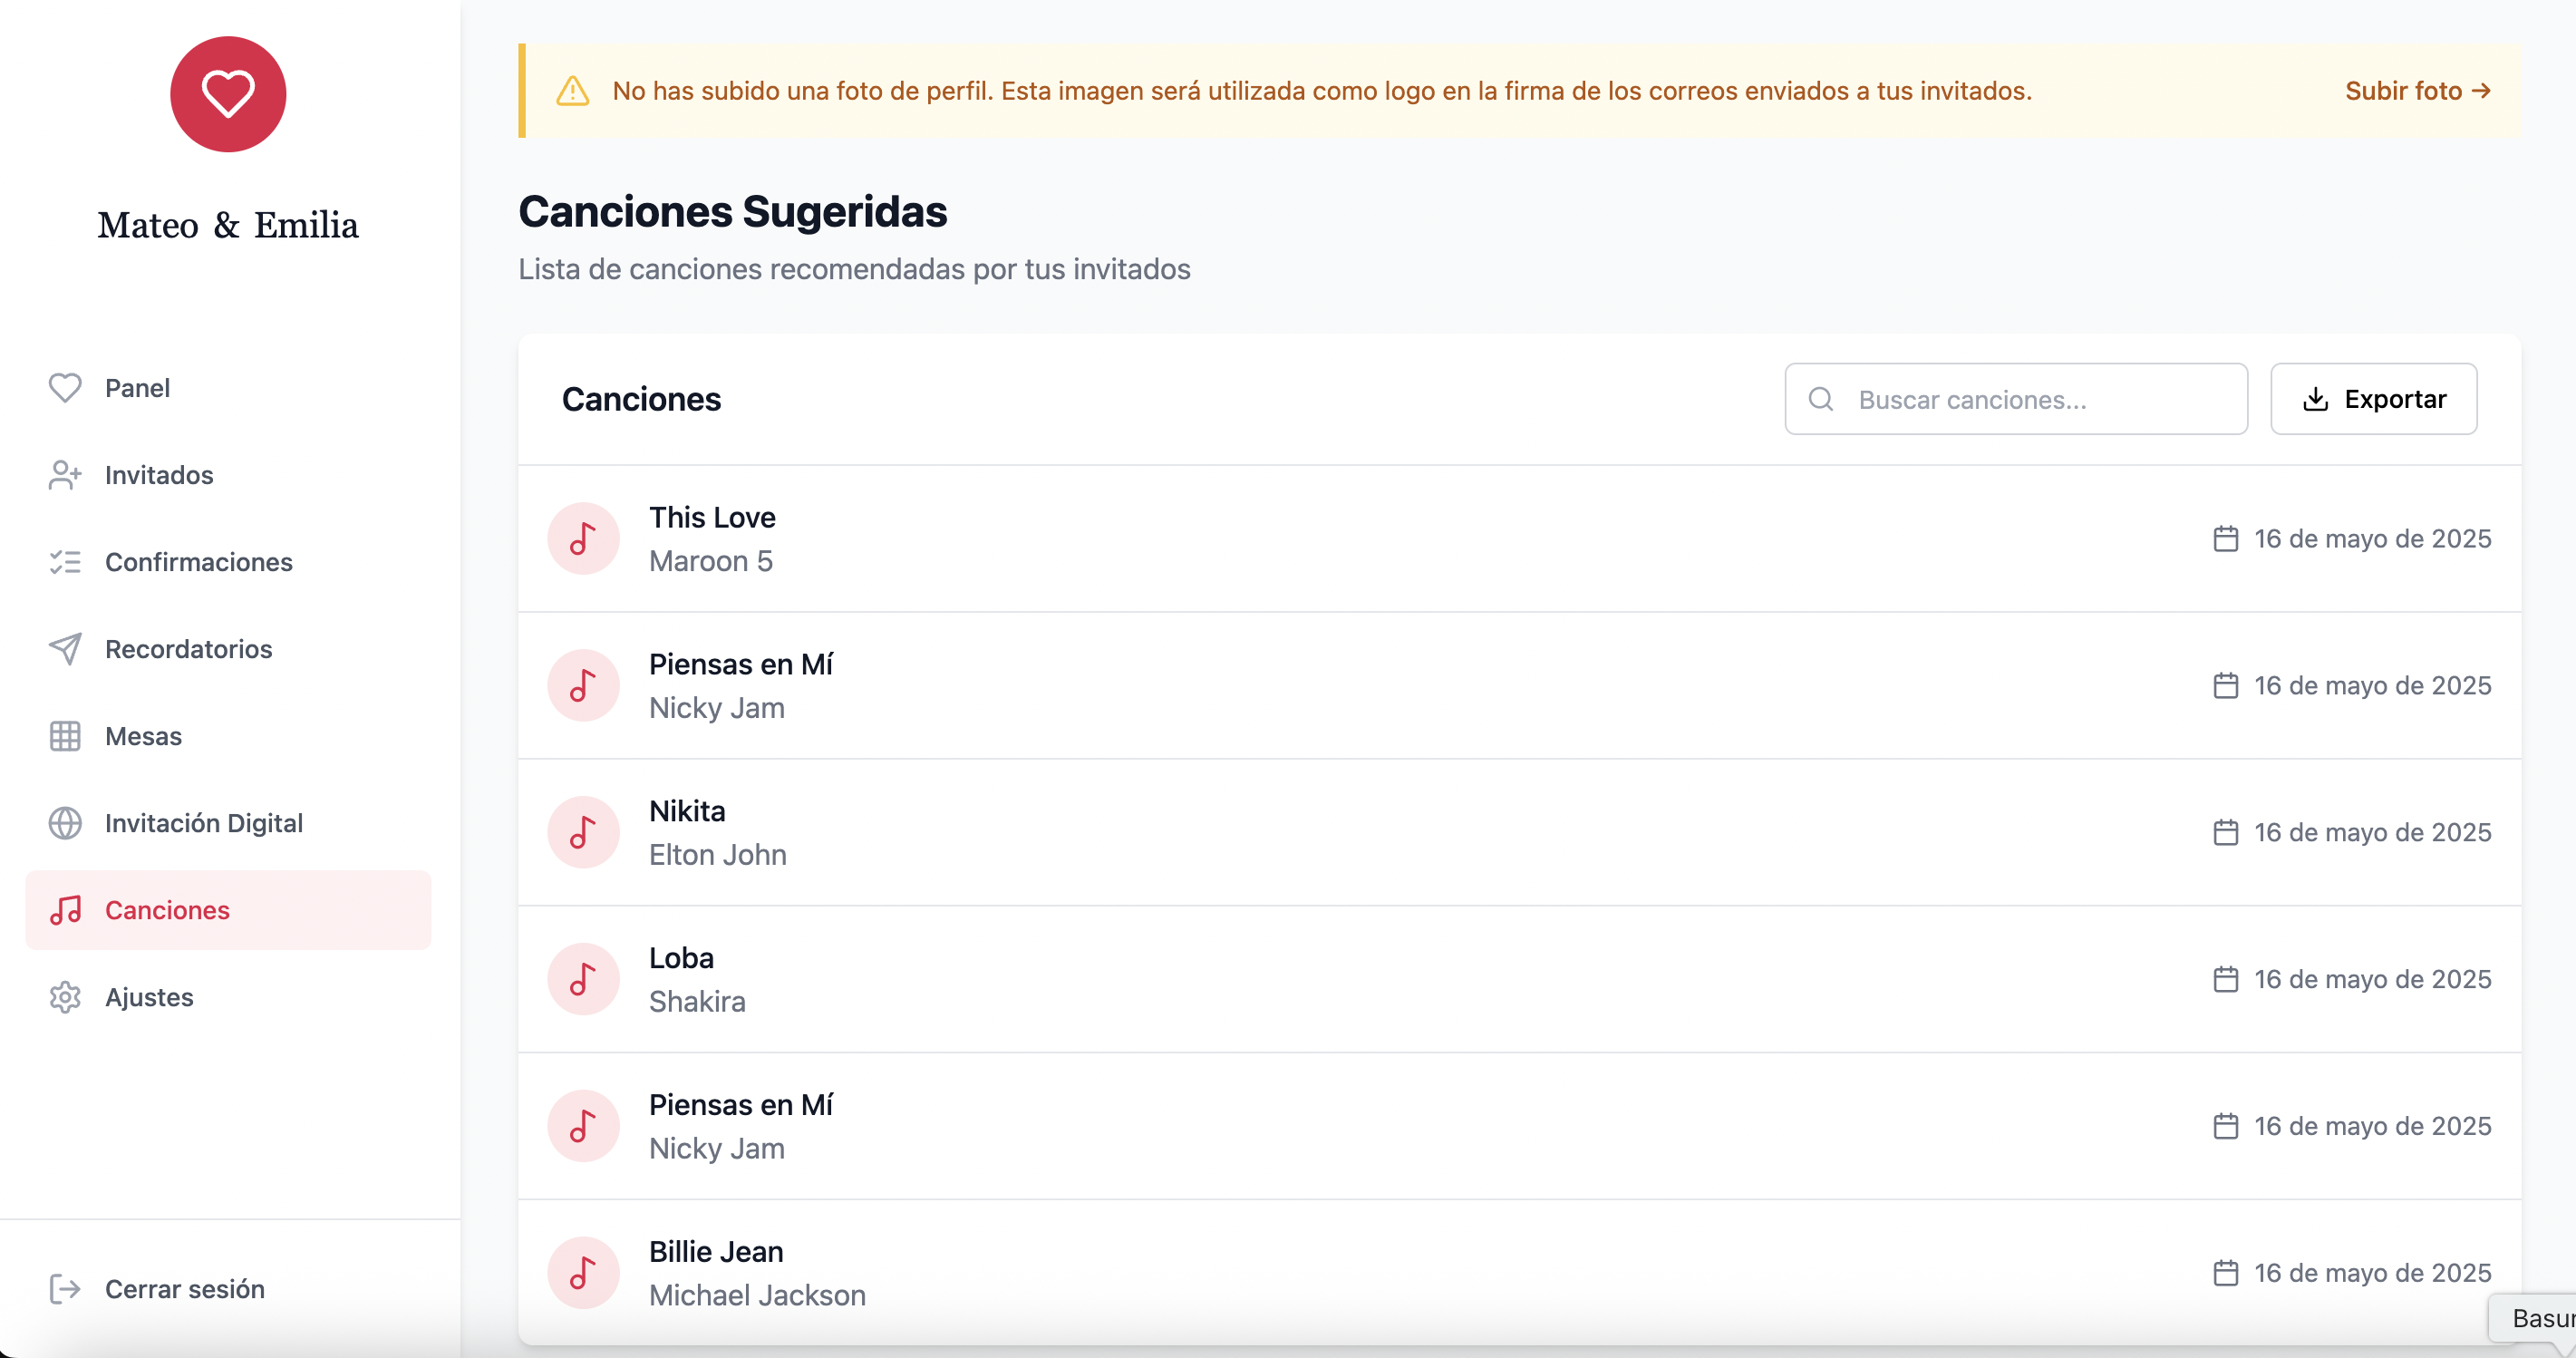 Mateo & Emilia
Panel
Invitados
Confirmaciones
Recordatorios
Mesas
Invitación Digital
Canciones
Ajustes
Cerrar sesión
No has subido una foto de perfil. Esta imagen será utilizada como logo en la firma de los correos enviados a tus invitados.
Subir foto →
Canciones Sugeridas
Lista de canciones recomendadas por tus invitados
Canciones
Buscar canciones...
Exportar
This Love
Maroon 5
16 de mayo de 2025
Piensas en Mí
Nicky Jam
16 de mayo de 2025
Nikita
Elton John
16 de mayo de 2025
Loba
Shakira
16 de mayo de 2025
Piensas en Mí
Nicky Jam
16 de mayo de 2025
Billie Jean
Michael Jackson
16 de mayo de 2025